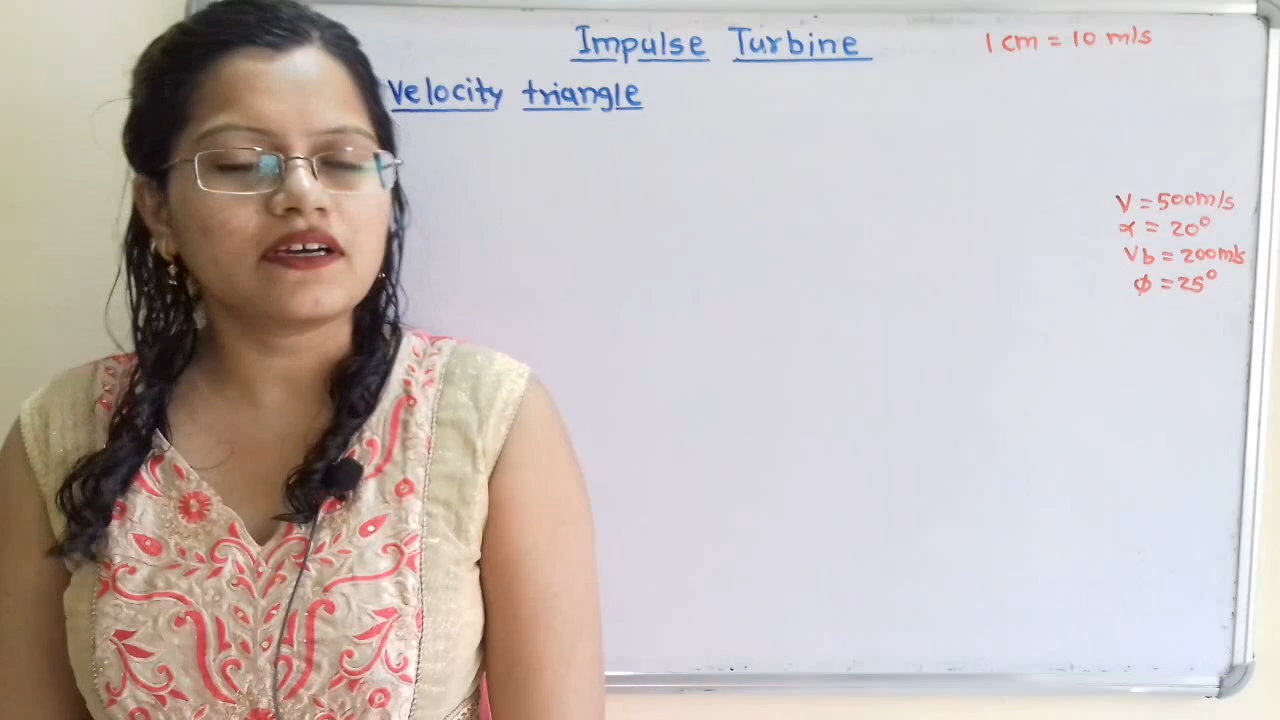 Impulse Turbine
1 cm = 10 m/s
Velocity triangle
V = 500m/s
α = 20°
Vb = 200m/s
ϕ = 25°